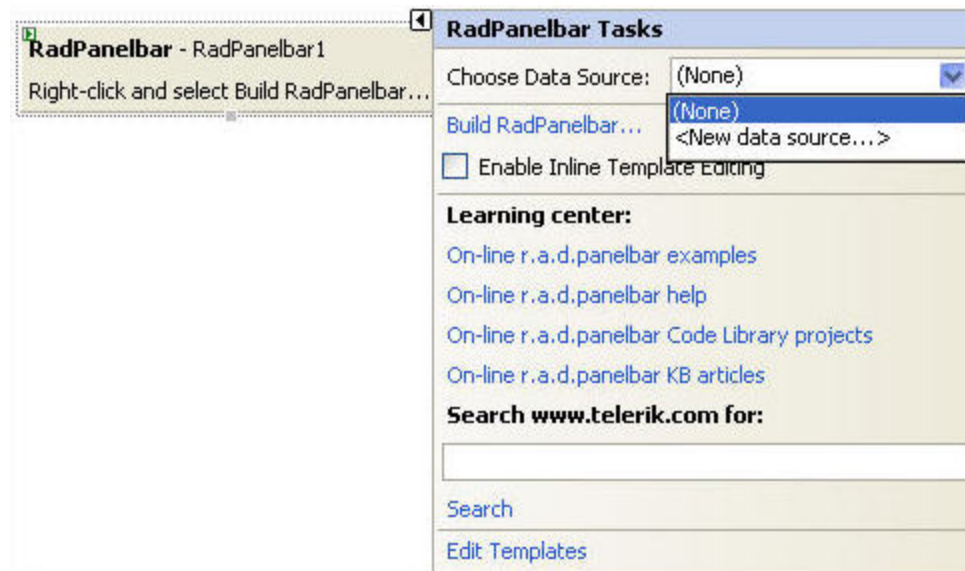 RadPanelbar - RadPanelbar1
Right-click and select Build RadPanelbar...
RadPanelbar Tasks
Choose Data Source: (None)
(None)
<New data source...>
Build RadPanelbar...
Enable Inline Template Editing
Learning center:
On-line r.a.d.panelbar examples
On-line r.a.d.panelbar help
On-line r.a.d.panelbar Code Library projects
On-line r.a.d.panelbar KB articles
Search www.telerik.com for:
Search
Edit Templates